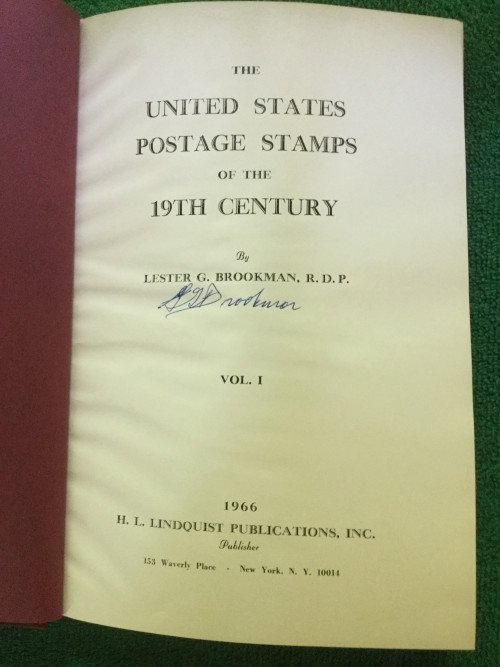 THE
UNITED STATES
POSTAGE STAMPS
OF THE
19TH CENTURY
By
LESTER G. BROOKMAN, R.D.P.
LGBrookman
VOL. I
1966
H. L. LINDQUIST PUBLICATIONS, INC.
Publisher
153 Waverly Place - New York, N. Y. 10014